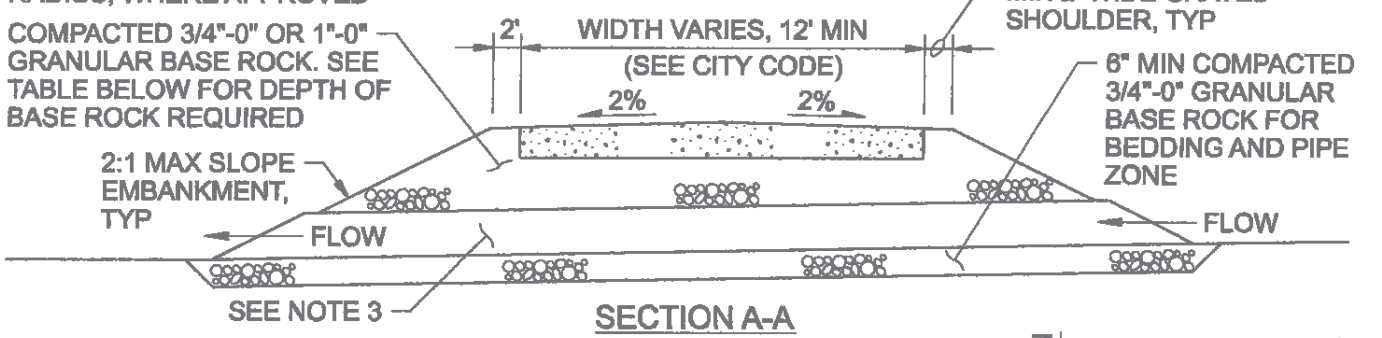 COMPACTED 3/4"-0" OR 1"-0"
GRANULAR BASE ROCK. SEE
TABLE BELOW FOR DEPTH OF
BASE ROCK REQUIRED
2:1 MAX SLOPE
EMBANKMENT,
TYP
2'
WIDTH VARIES, 12' MIN
(SEE CITY CODE)
2%
2%
SHOULDER, TYP
6" MIN COMPACTED
3/4"-0" GRANULAR
BASE ROCK FOR
BEDDING AND PIPE
ZONE
FLOW
FLOW
SEE NOTE 3
SECTION A-A